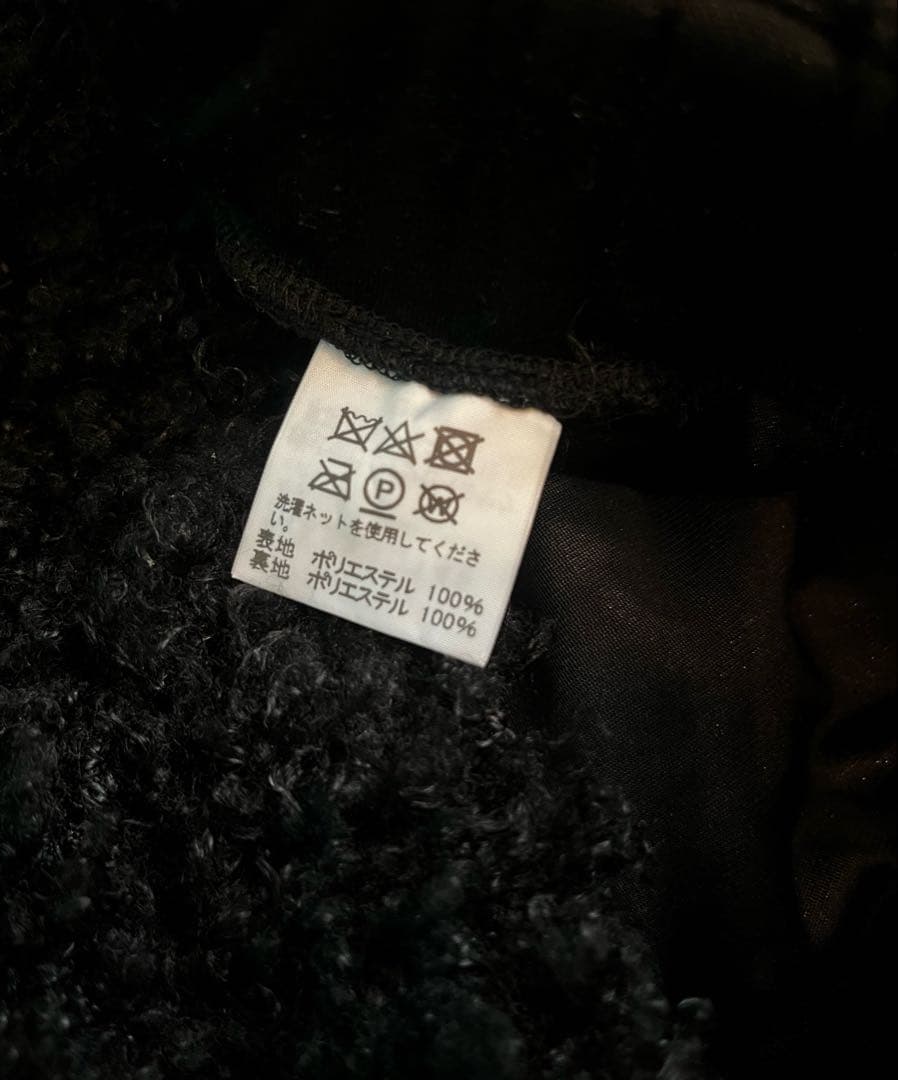 P W
洗濯ネットを使用してくださ
い。
表地 ポリエステル 100%
裏地 ポリエステル 100%